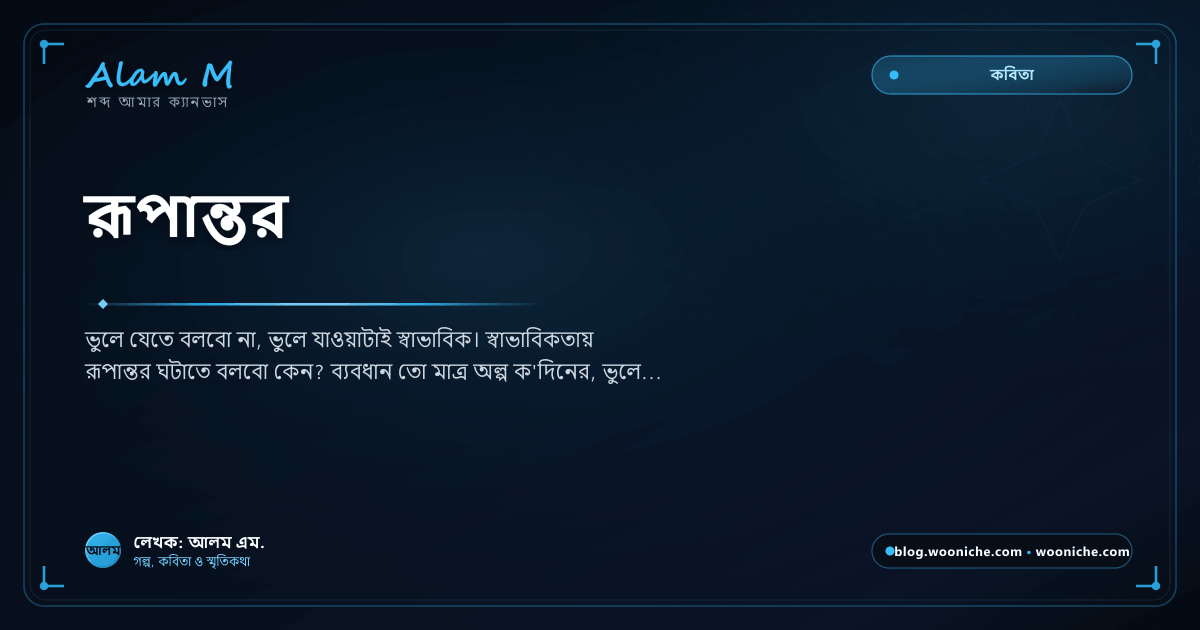 Alam M
শব্দ আমার ক্যানভাস
কবিতা
রূপান্তর
ভুলে যেতে বলবো না, ভুলে যাওয়াটাই স্বাভাবিক। স্বাভাবিকতায়
রূপান্তর ঘটাতে বলবো কেন? ব্যবধান তো মাত্র অল্প ক'দিনের, ভুলে...
আলম
লেখক: আলম এম.
গল্প, কবিতা ও স্মৃতিকথা
blog.wooniche.com • wooniche.com